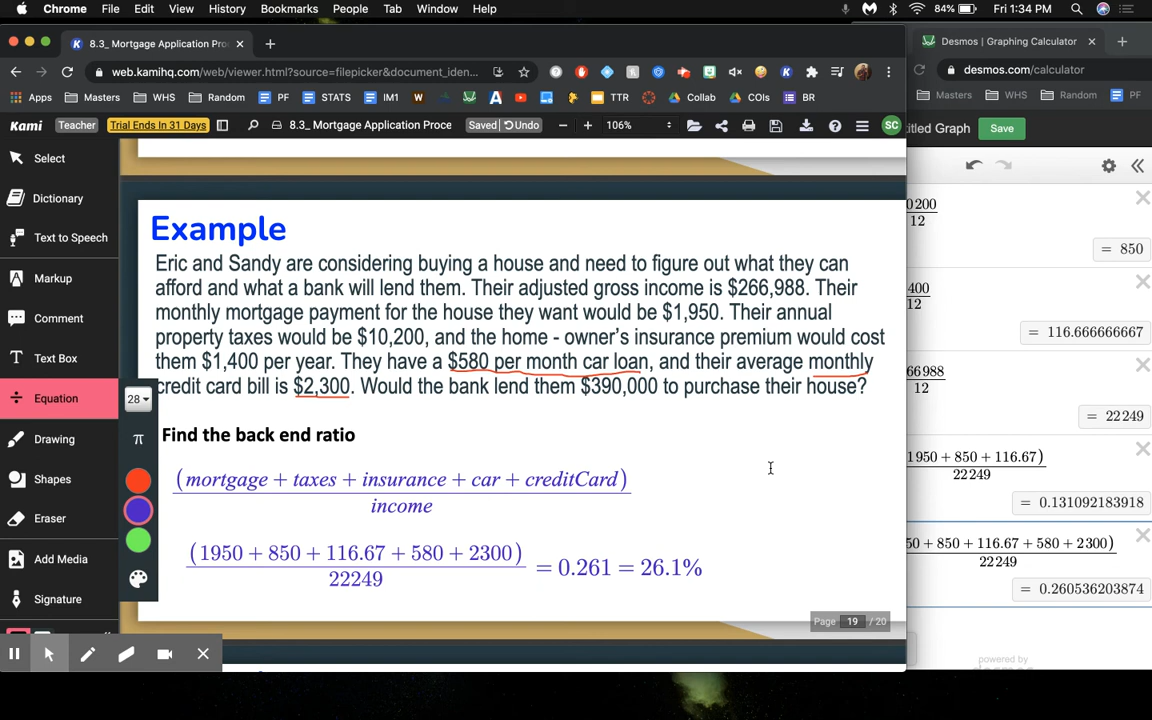 Chrome File Edit View History Bookmarks People Tab Window Help 84% Fri 1:34 PM
8.3_ Mortgage Application Pro
Desmos | Graphing Calculator
web.kamihq.com/web/viewer.html?source=filepicker&document_iden...
desmos.com/calculator
Apps Masters WHS Random PF STATS IM1 TTR Collab COIs BR
Masters WHS Random PF
Kami Teacher Trial Ends In 31 Days 8.3_ Mortgage Application Proce Saved Undo 106% SC
titled Graph Save
Select
Dictionary
Text to Speech
Markup
Comment
Text Box
Equation
Drawing
Shapes
Eraser
Add Media
Signature
28
π
Example
Eric and Sandy are considering buying a house and need to figure out what they can
afford and what a bank will lend them. Their adjusted gross income is $266,988. Their
monthly mortgage payment for the house they want would be $1,950. Their annual
property taxes would be $10,200, and the home - owner's insurance premium would cost
them $1,400 per year. They have a $580 per month car loan, and their average monthly
credit card bill is $2,300. Would the bank lend them $390,000 to purchase their house?
Find the back end ratio
(mortgage + taxes + insurance + car + creditCard)
income
(1950 + 850 + 116.67 + 580 + 2300)
22249
= 0.261 = 26.1%
Page 19 / 20
0200
12
= 850
400
12
= 116.666666667
66988
12
= 22249
1950 + 850 + 116.67)
22249
= 0.131092183918
50 + 850 + 116.67 + 580 + 2300)
22249
= 0.260536203874
powered by